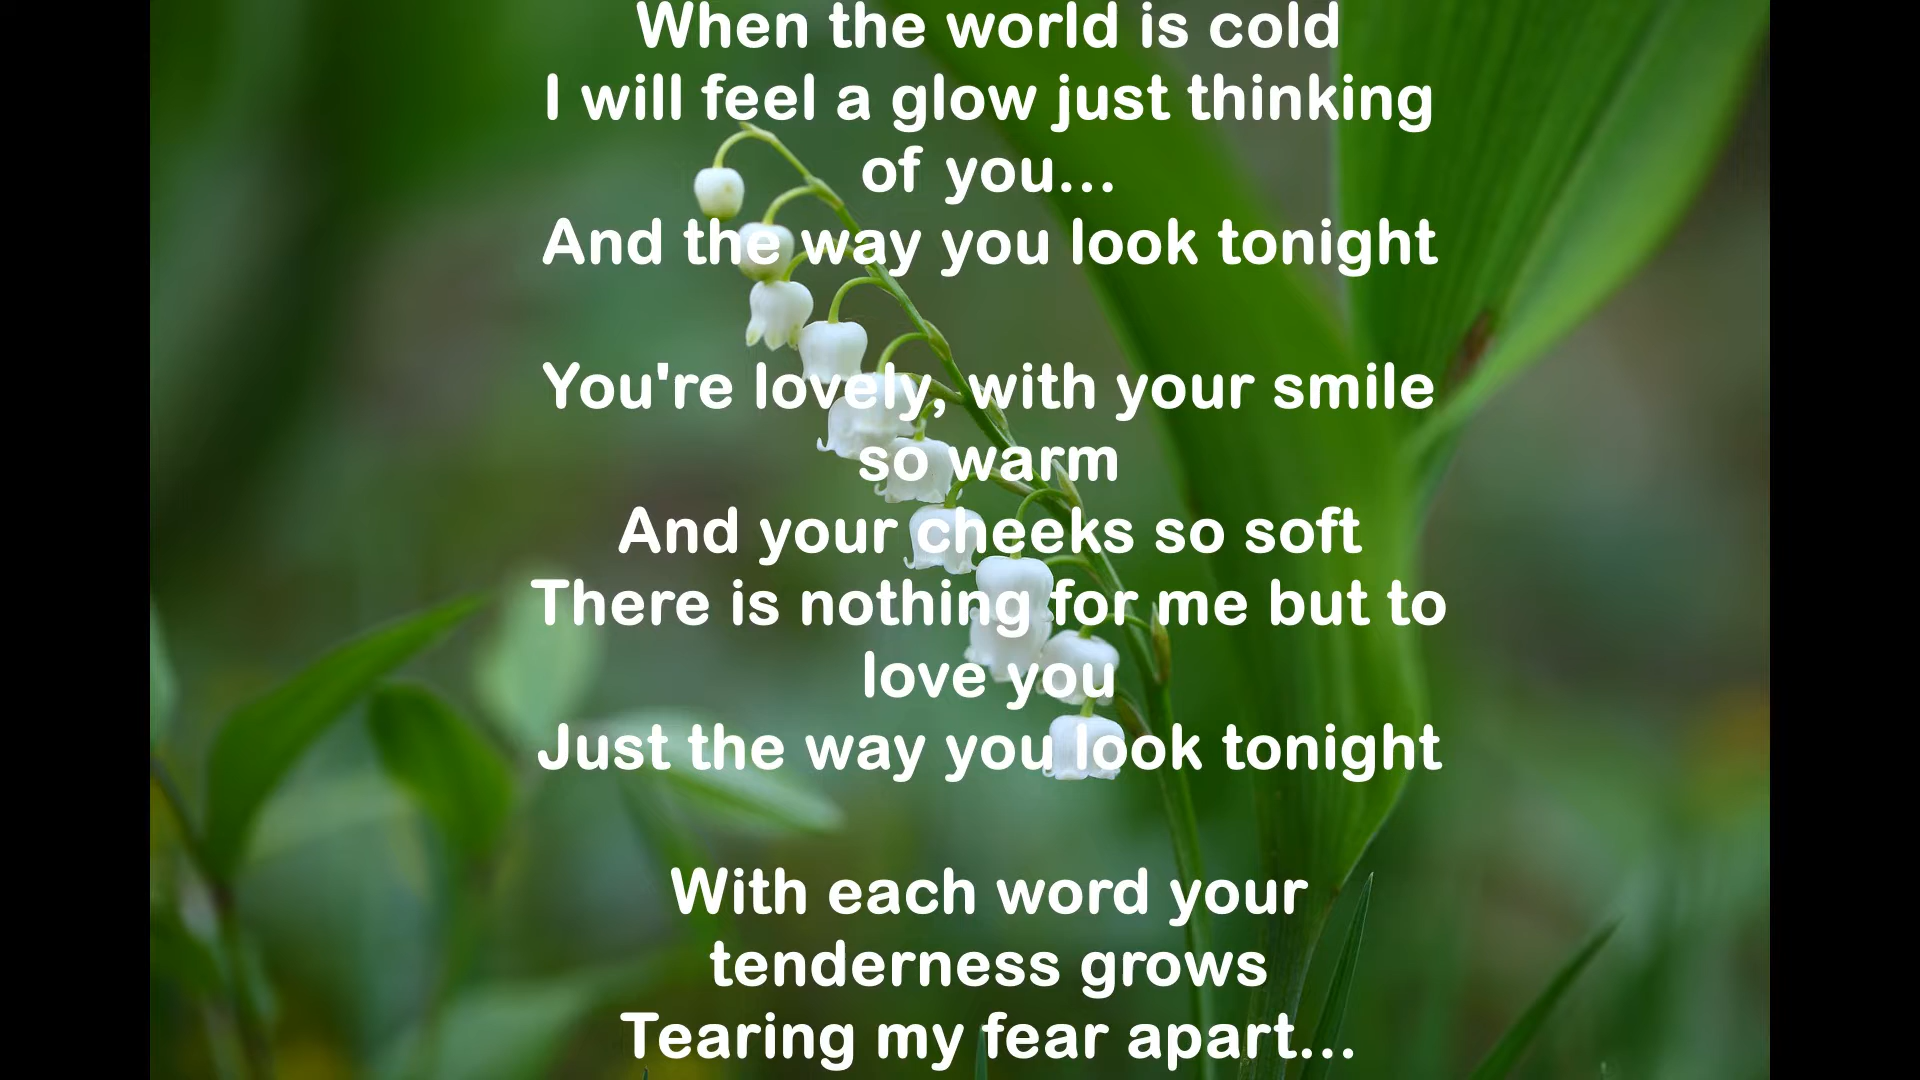 When the world is cold
I will feel a glow just thinking
of you...
And the way you look tonight
You're lovely, with your smile
so warm
And your cheeks so soft
There is nothing for me but to
love you
Just the way you look tonight
With each word your
tenderness grows
Tearing my fear apart...